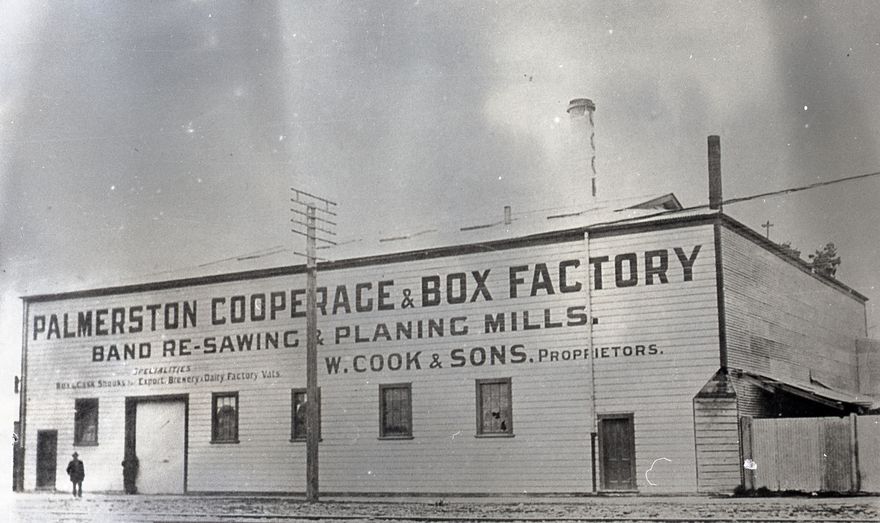 PALMERSTON COOPERAGE & BOX FACTORY
BAND RE-SAWING & PLANING MILLS.
W. COOK & SONS. PROPRIETORS.
SPECIALITIES
Box & Cask Shooks for Export, Brewery & Dairy Factory Vats.